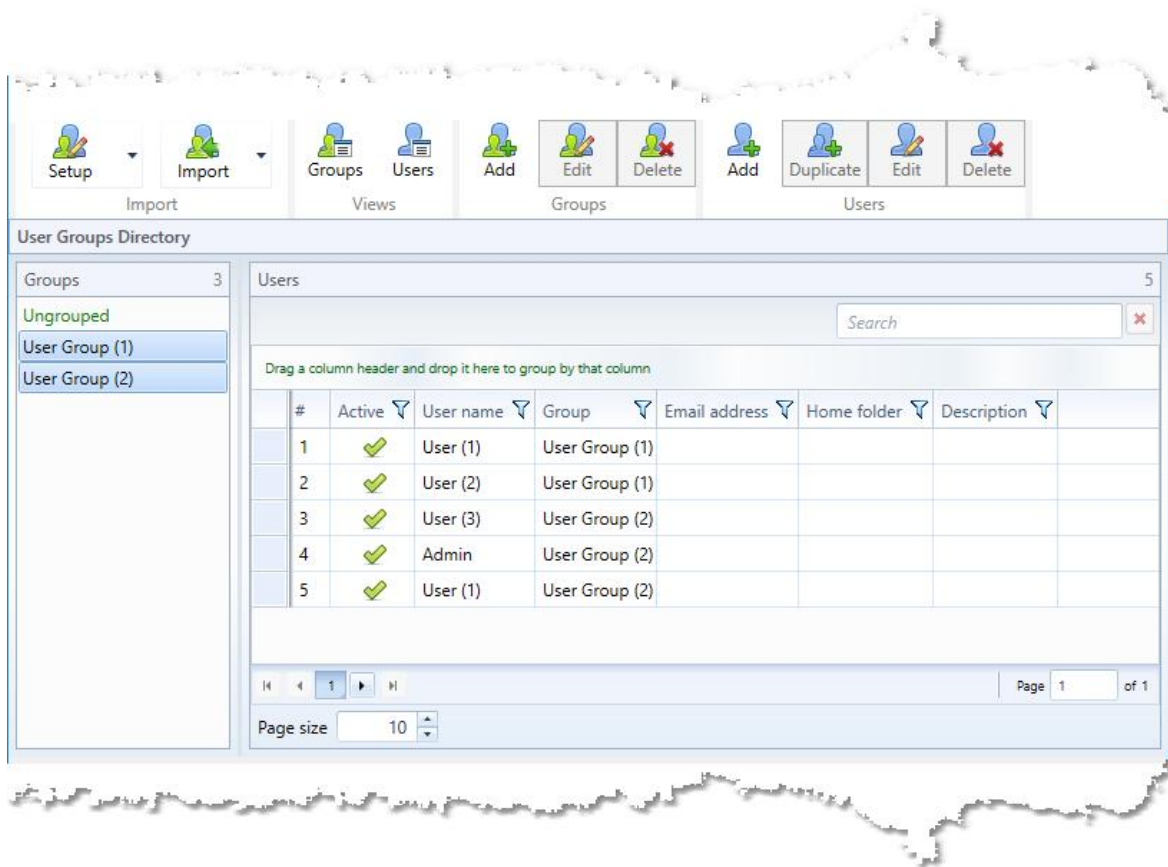 Setup Import Groups Users Add Edit Delete Add Duplicate Edit Delete
Import Views Groups Users
User Groups Directory
Groups 3
Ungrouped
User Group (1)
User Group (2)
Users 5
Search
Drag a column header and drop it here to group by that column
# Active User name Group Email address Home folder Description
1 User (1) User Group (1)
2 User (2) User Group (1)
3 User (3) User Group (2)
4 Admin User Group (2)
5 User (1) User Group (2)
1 Page 1 of 1
Page size 10